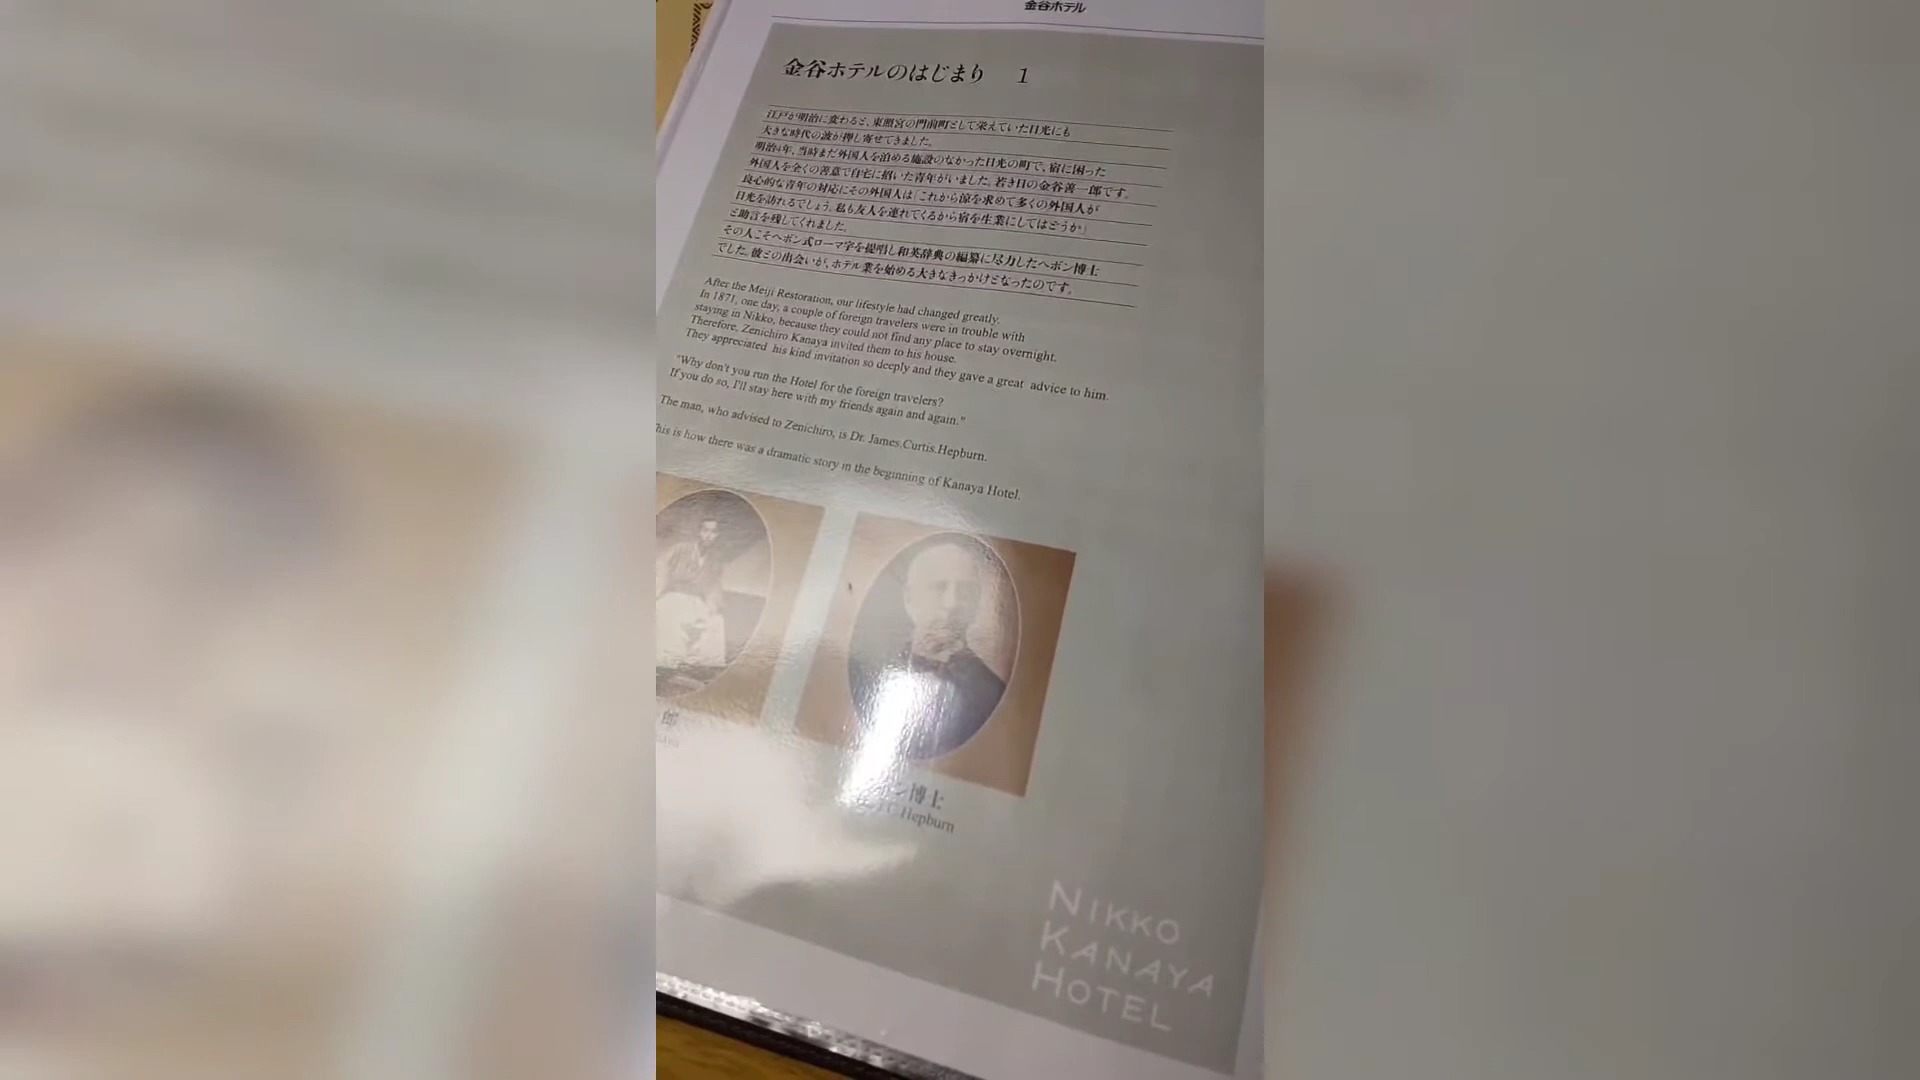 金谷ホテル
金谷ホテルのはじまり 1
江戸が明治に変わると、東照宮の門前町として栄えていた日光にも
大きな時代の波が押し寄せてきました。
明治4年、当時まだ外国人を泊める施設のなかった日光の町で、宿に困った
外国人を全くの善意で自宅に招いた青年がいました。若き日の金谷善一郎です。
良心的な青年の対応にその外国人は「これから涼を求めて多くの外国人が
日光を訪れるでしょう。私も友人を連れてくるから宿を生業にしてはどうか」
と助言を残してくれました。
その人こそヘボン式ローマ字を提唱し和英辞典の編纂に尽力したヘボン博士
でした。彼との出会いが、ホテル業を始める大きなきっかけとなったのです。
After the Meiji Restoration, our lifestyle had changed greatly.
In 1871, one day, a couple of foreign travelers were in trouble with
staying in Nikko, because they could not find any place to stay overnight.
Therefore, Zenichiro Kanaya invited them to his house.
They appreciated his kind invitation so deeply and they gave a great advice to him.
"Why don't you run the Hotel for the foreign travelers?
If you do so, I'll stay here with my friends again and again."
The man, who advised to Zenichiro, is Dr. James.Curtis.Hepburn.
his is how there was a dramatic story in the beginning of Kanaya Hotel.
郎
ン博士
C Hepburn
NIKKO
KANAYA
HOTEL